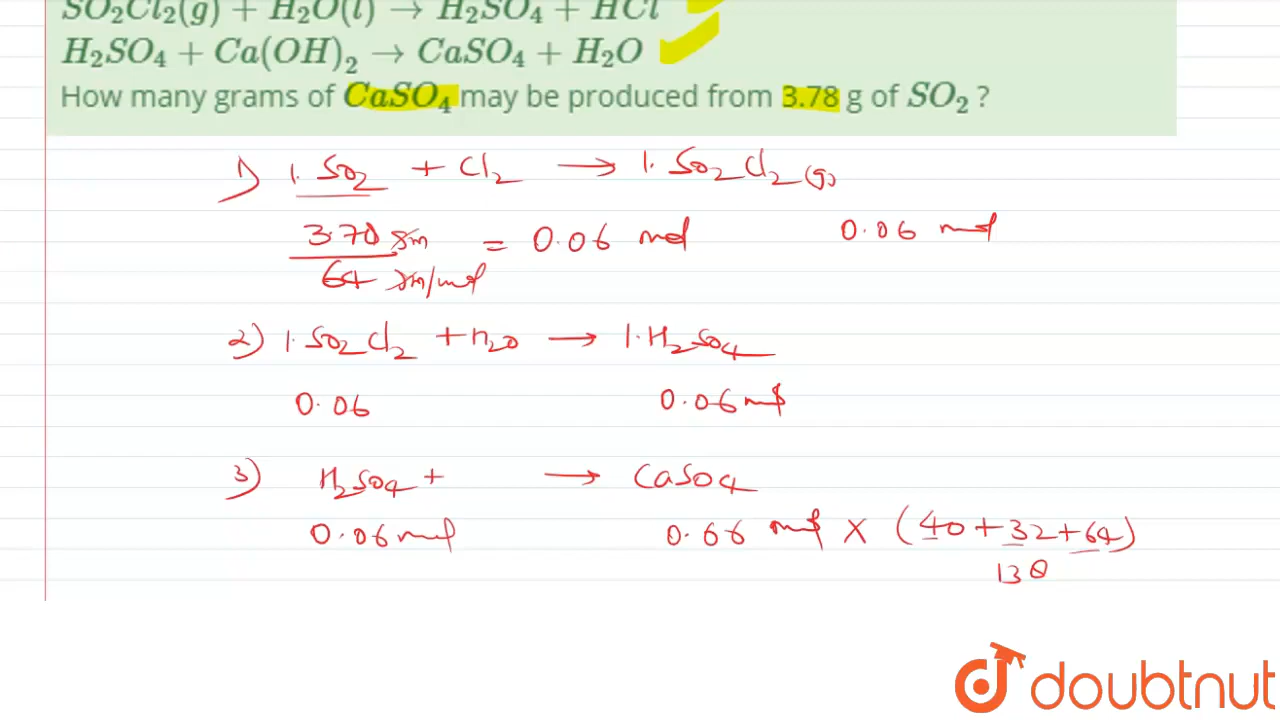 SO₂Cl₂(g) + H₂O(l) → H₂SO₄ + HCl
H₂SO₄ + Ca(OH)₂ → CaSO₄ + H₂O
How many grams of CaSO₄ may be produced from 3.78 g of SO₂ ?
1) 1. SO₂ + Cl₂ → 1. SO₂Cl₂(g)
3.78 gm = 0.06 mol 0.06 mol
64 gm/mol
2) 1. SO₂Cl₂ + H₂O → 1. H₂SO₄
0.06 0.06 mol
3) H₂SO₄ + → CaSO₄
0.06 mol 0.06 mol × (40+32+64)
136
doubtnut